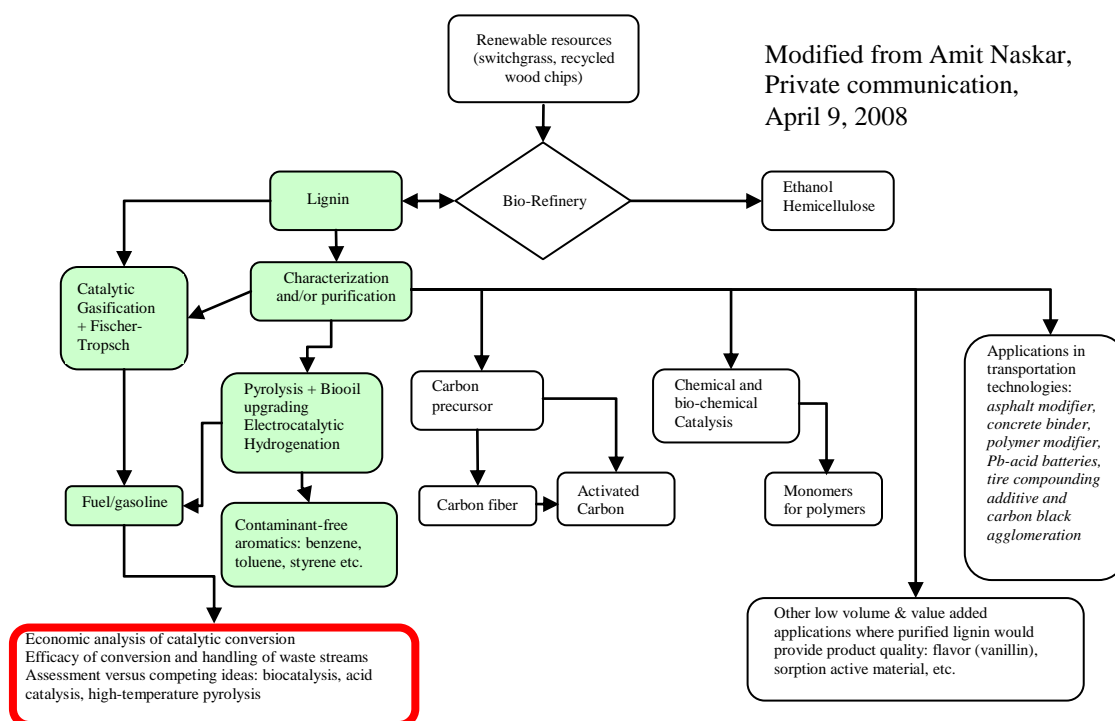 Renewable resources
(switchgrass, recycled
wood chips)
Modified from Amit Naskar,
Private communication,
April 9, 2008
Lignin
Bio-Refinery
Ethanol
Hemicellulose
Catalytic
Gasification
+ Fischer-
Tropsch
Characterization
and/or purification
Pyrolysis + Biooil
upgrading
Electrocatalytic
Hydrogenation
Carbon
precursor
Chemical and
bio-chemical
Catalysis
Applications in
transportation
technologies:
asphalt modifier,
concrete binder,
polymer modifier,
Pb-acid batteries,
tire compounding
additive and
carbon black
agglomeration
Fuel/gasoline
Contaminant-free
aromatics: benzene,
toluene, styrene etc.
Carbon fiber
Activated
Carbon
Monomers
for polymers
Economic analysis of catalytic conversion
Efficacy of conversion and handling of waste streams
Assessment versus competing ideas: biocatalysis, acid
catalysis, high-temperature pyrolysis
Other low volume & value added
applications where purified lignin would
provide product quality: flavor (vanillin),
sorption active material, etc.